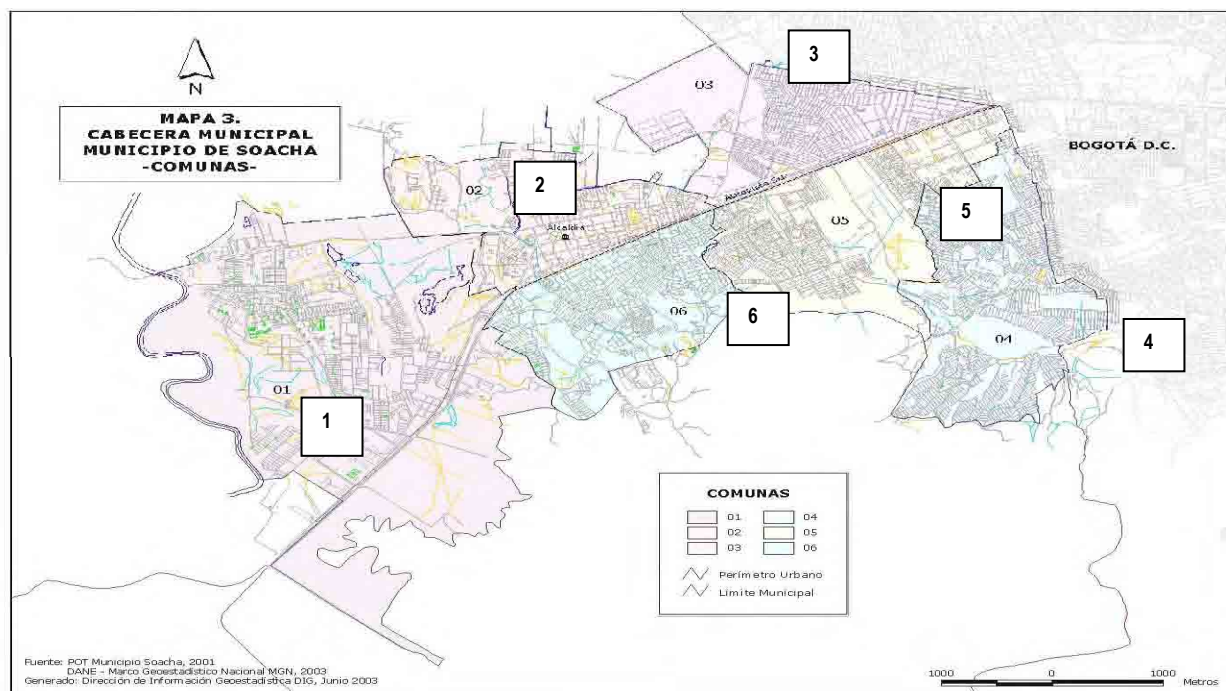 N
MAPA 3.
CABECERA MUNICIPAL
MUNICIPIO DE SOACHA
-COMUNAS-
3
03
BOGOTÁ D.C.
02
2
Autopista Sur
05
5
Alcaldía
06
6
04
4
01
1
COMUNAS
01
04
02
05
03
06
Perímetro Urbano
Límite Municipal
Fuente: POT Municipio Soacha, 2001
DANE - Marco Geoestadístico Nacional MGN, 2003
Generado: Dirección de Información Geoestadística DIG, Junio 2003
1000 0 1000 Metros